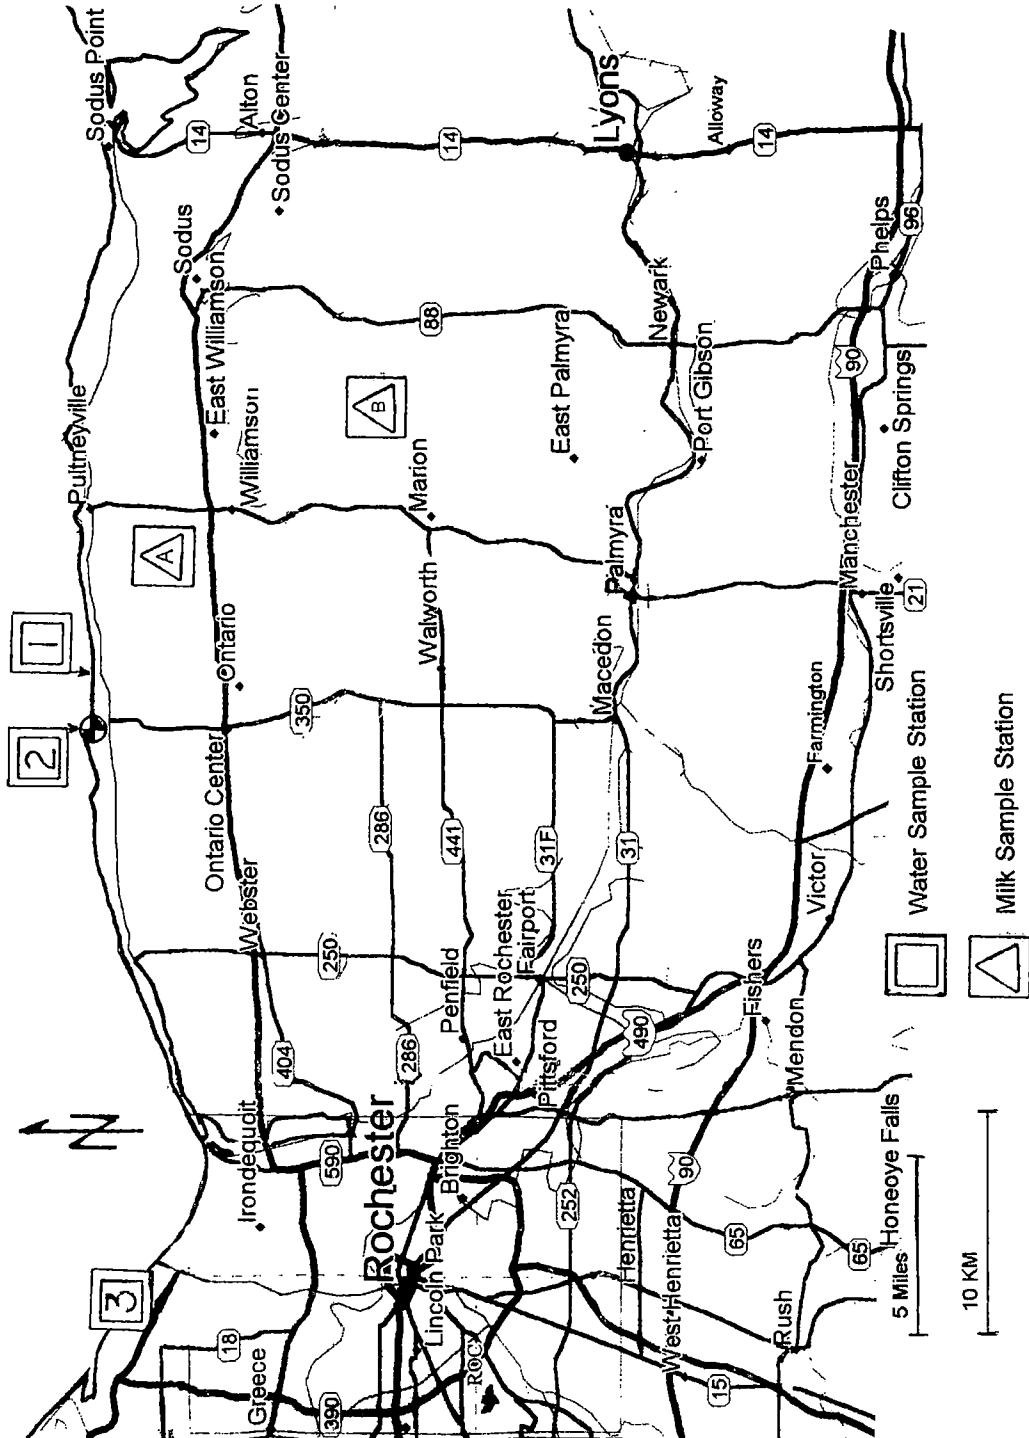 Sodus Point
Pultneyville
1
2
3
14
Alton
Sodus Center
Sodus
East Williamson
Williamson
A
B
Ontario
Ontario Center
350
Webster
250
404
Irondequoit
590
N
88
14
Marion
Walworth
286
441
286
Penfield
Rochester
Brighton
Lincoln Park
18
Greece
390
East Palmyra
Lyons
Alloway
14
Newark
Port Gibson
Palmyra
Macedon
31F
31
East Rochester
Fairport
250
Pittsford
490
252
Henrietta
West Henrietta
65
65
15
Rush
90
Phelps
96
90
Clifton Springs
Manchester
Shortsville
21
Farmington
Victor
Fishers
Mendon
Honeoye Falls
Water Sample Station
Milk Sample Station
5 Miles
10 KM